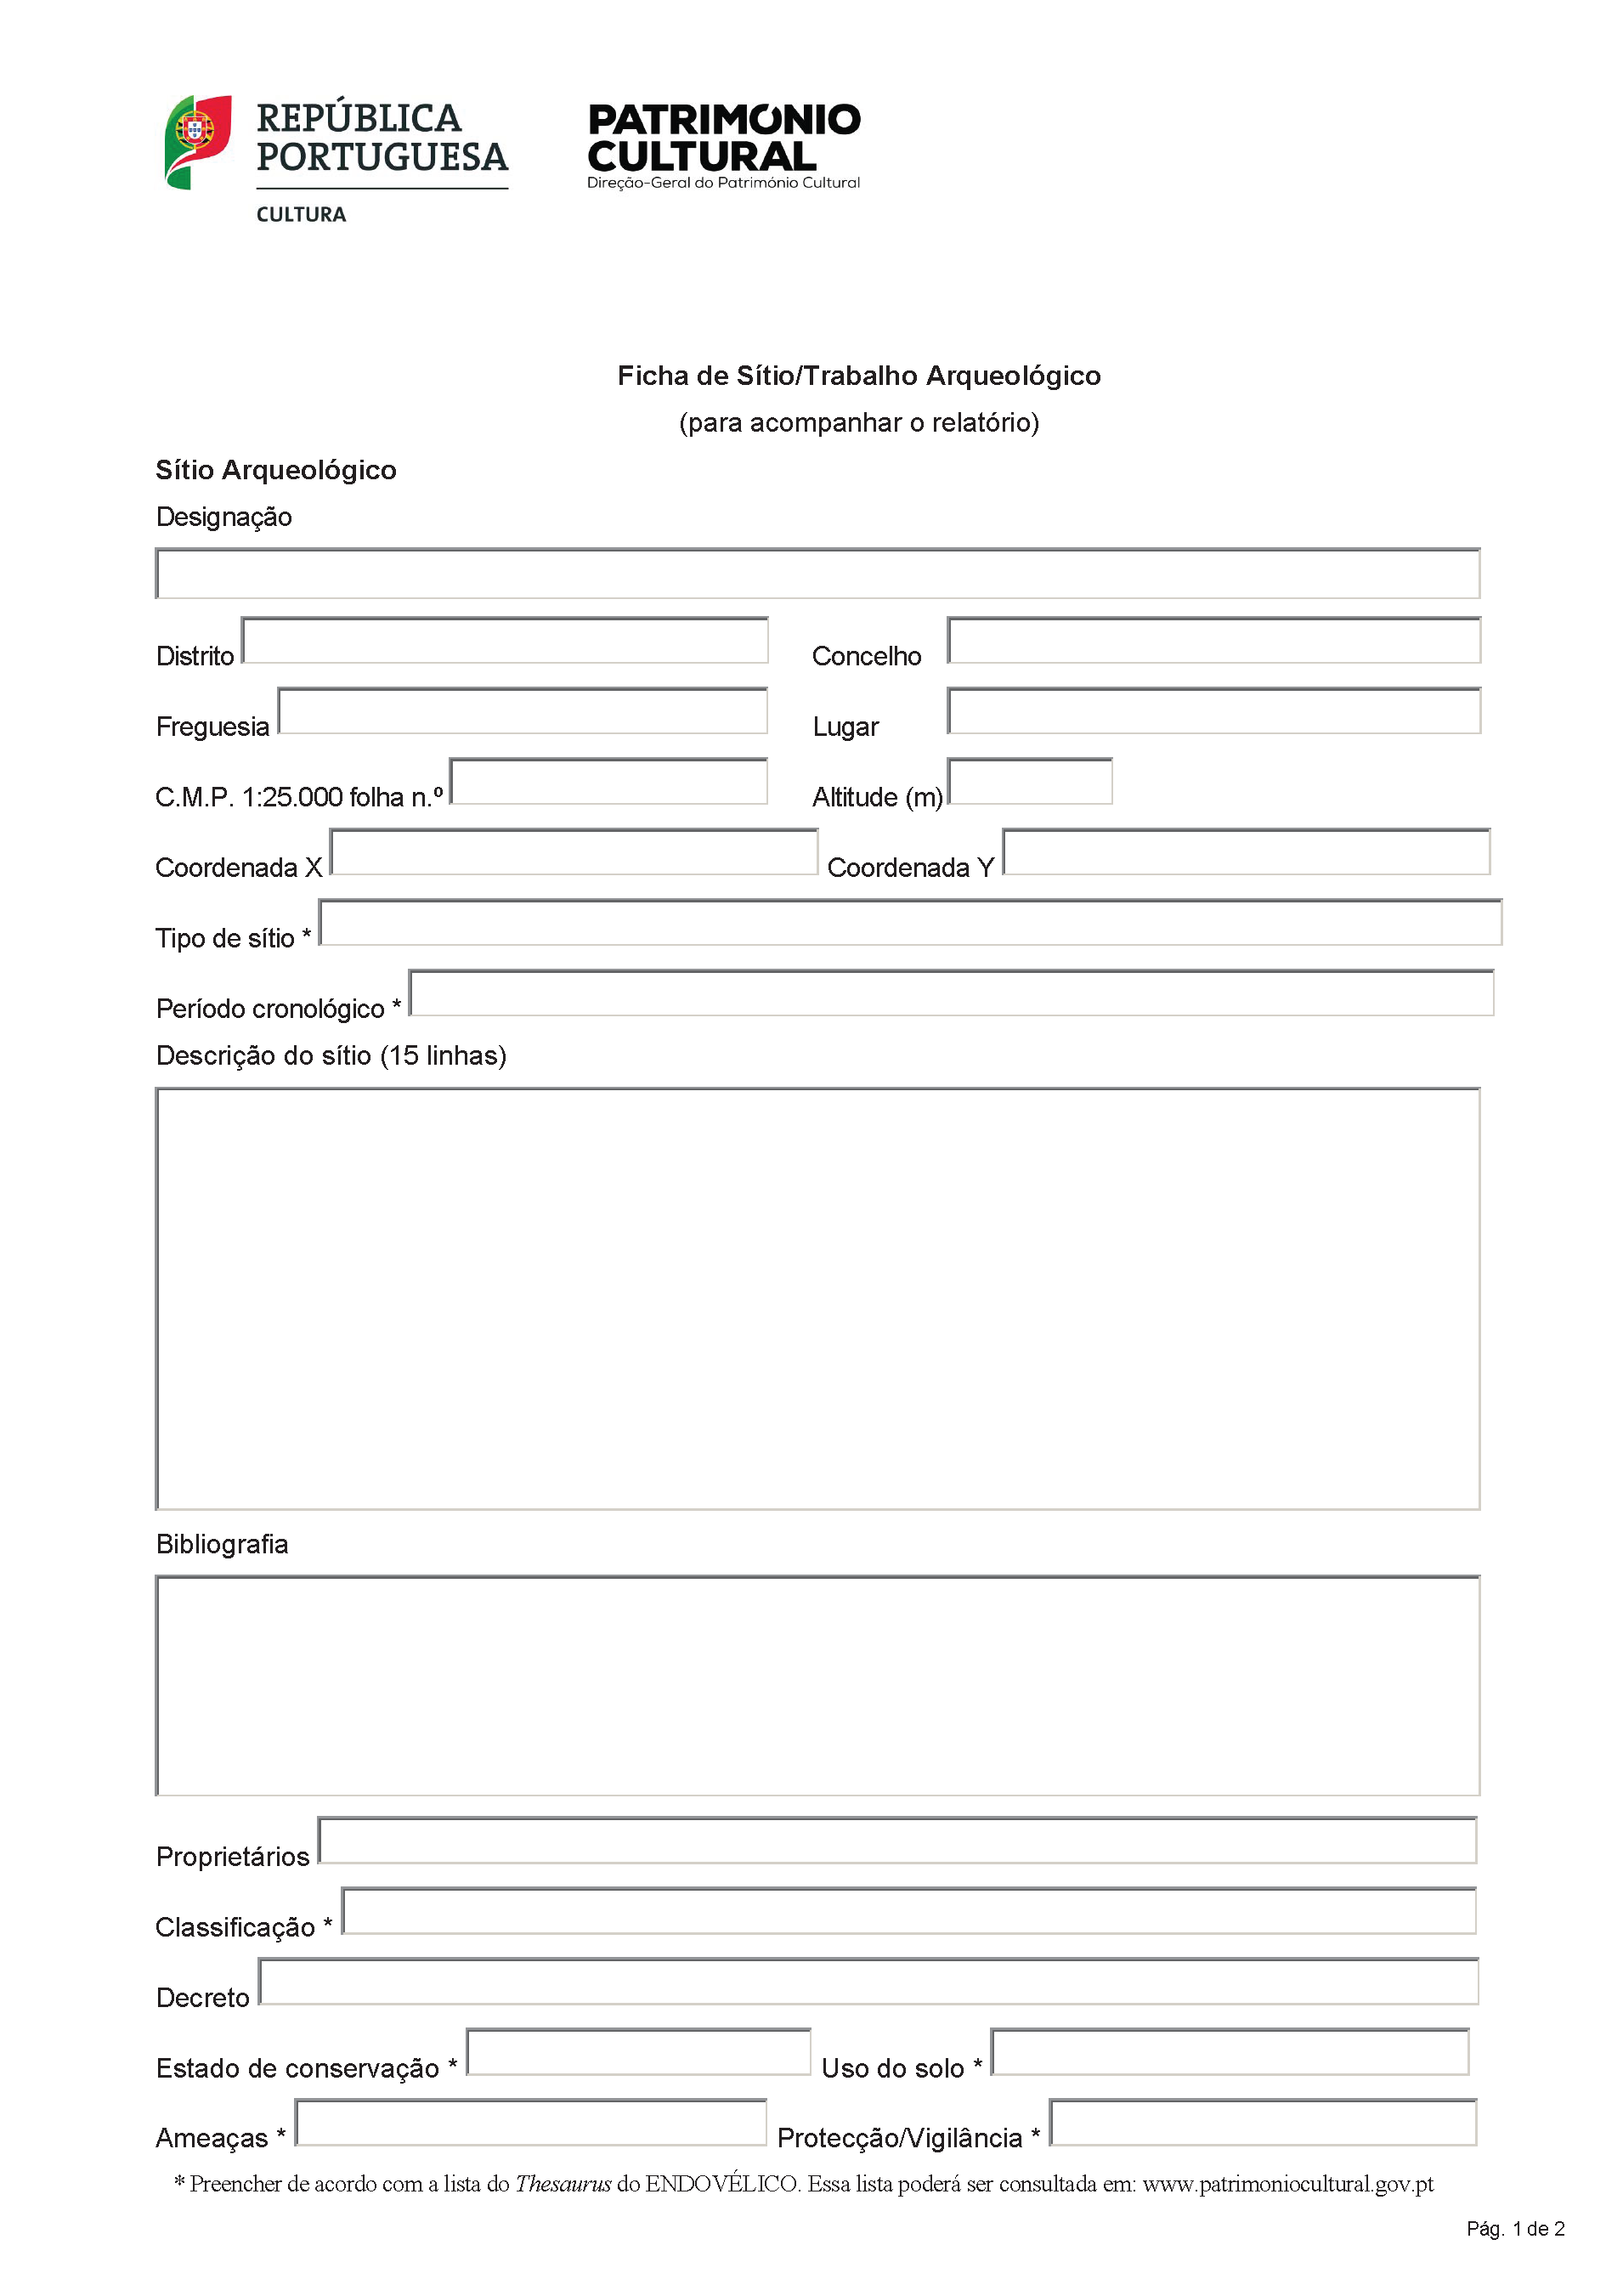 REPÚBLICA
PORTUGUESA
CULTURA
PATRIMÓNIO
CULTURAL
Direção-Geral do Património Cultural
Ficha de Sítio/Trabalho Arqueológico
(para acompanhar o relatório)
Sítio Arqueológico
Designação
Distrito Concelho
Freguesia Lugar
C.M.P. 1:25.000 folha n.º Altitude (m)
Coordenada X Coordenada Y
Tipo de sítio *
Período cronológico *
Descrição do sítio (15 linhas)
Bibliografia
Proprietários
Classificação *
Decreto
Estado de conservação * Uso do solo *
Ameaças * Protecção/Vigilância *
* Preencher de acordo com a lista do Thesaurus do ENDOVÉLICO. Essa lista poderá ser consultada em: www.patrimoniocultural.gov.pt
Pág. 1 de 2